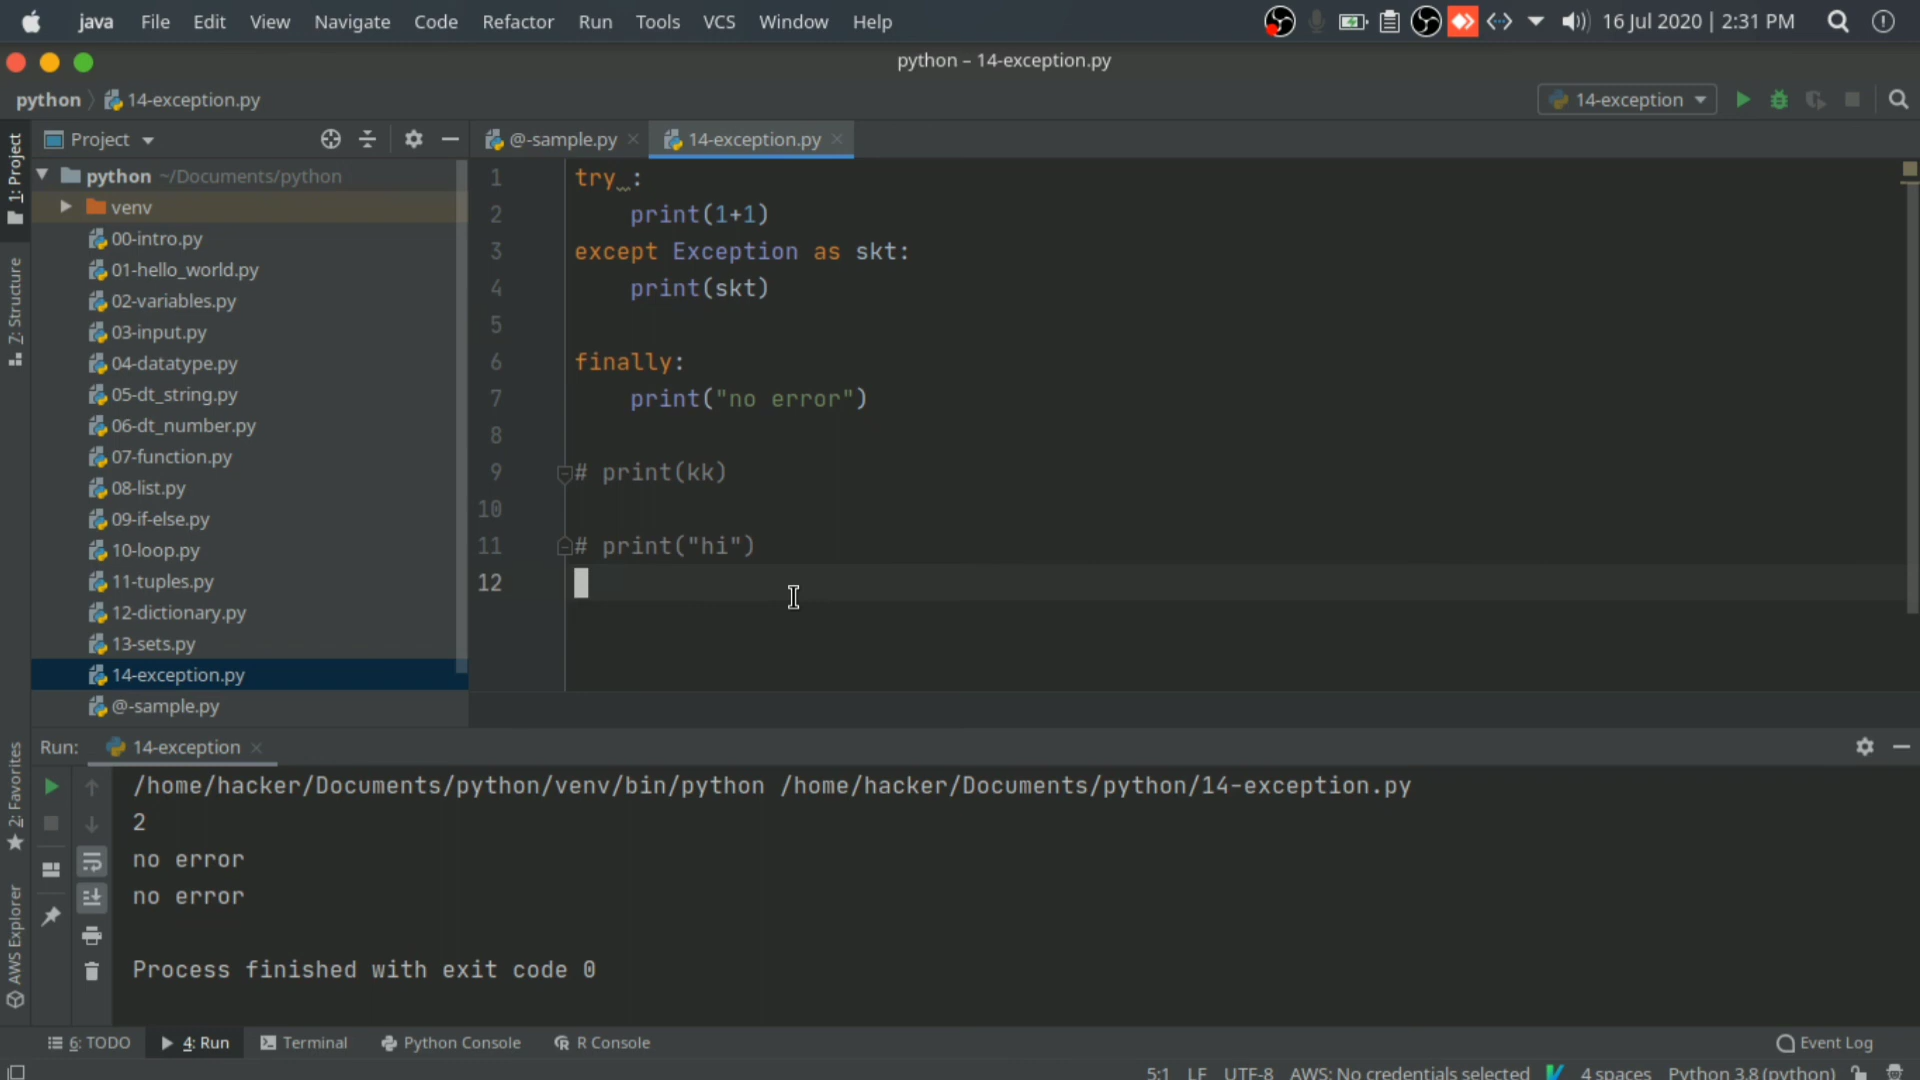 java File Edit View Navigate Code Refactor Run Tools VCS Window Help 16 Jul 2020 | 2:31 PM
python – 14-exception.py
python 14-exception.py 14-exception
1: Project
Project
@-sample.py
14-exception.py
python ~/Documents/python
venv
00-intro.py
01-hello_world.py
02-variables.py
03-input.py
04-datatype.py
05-dt_string.py
06-dt_number.py
07-function.py
08-list.py
09-if-else.py
10-loop.py
11-tuples.py
12-dictionary.py
13-sets.py
14-exception.py
@-sample.py
Z: Structure
1 try :
2 print(1+1)
3 except Exception as skt:
4 print(skt)
5
6 finally:
7 print("no error")
8
9 # print(kk)
10
11 # print("hi")
12
2: Favorites
AWS Explorer
Run: 14-exception
/home/hacker/Documents/python/venv/bin/python /home/hacker/Documents/python/14-exception.py
2
no error
no error
Process finished with exit code 0
6: TODO 4: Run Terminal Python Console R Console Event Log
5:1 LF UTF-8 AWS: No credentials selected 4 spaces Python 3.8 (python)